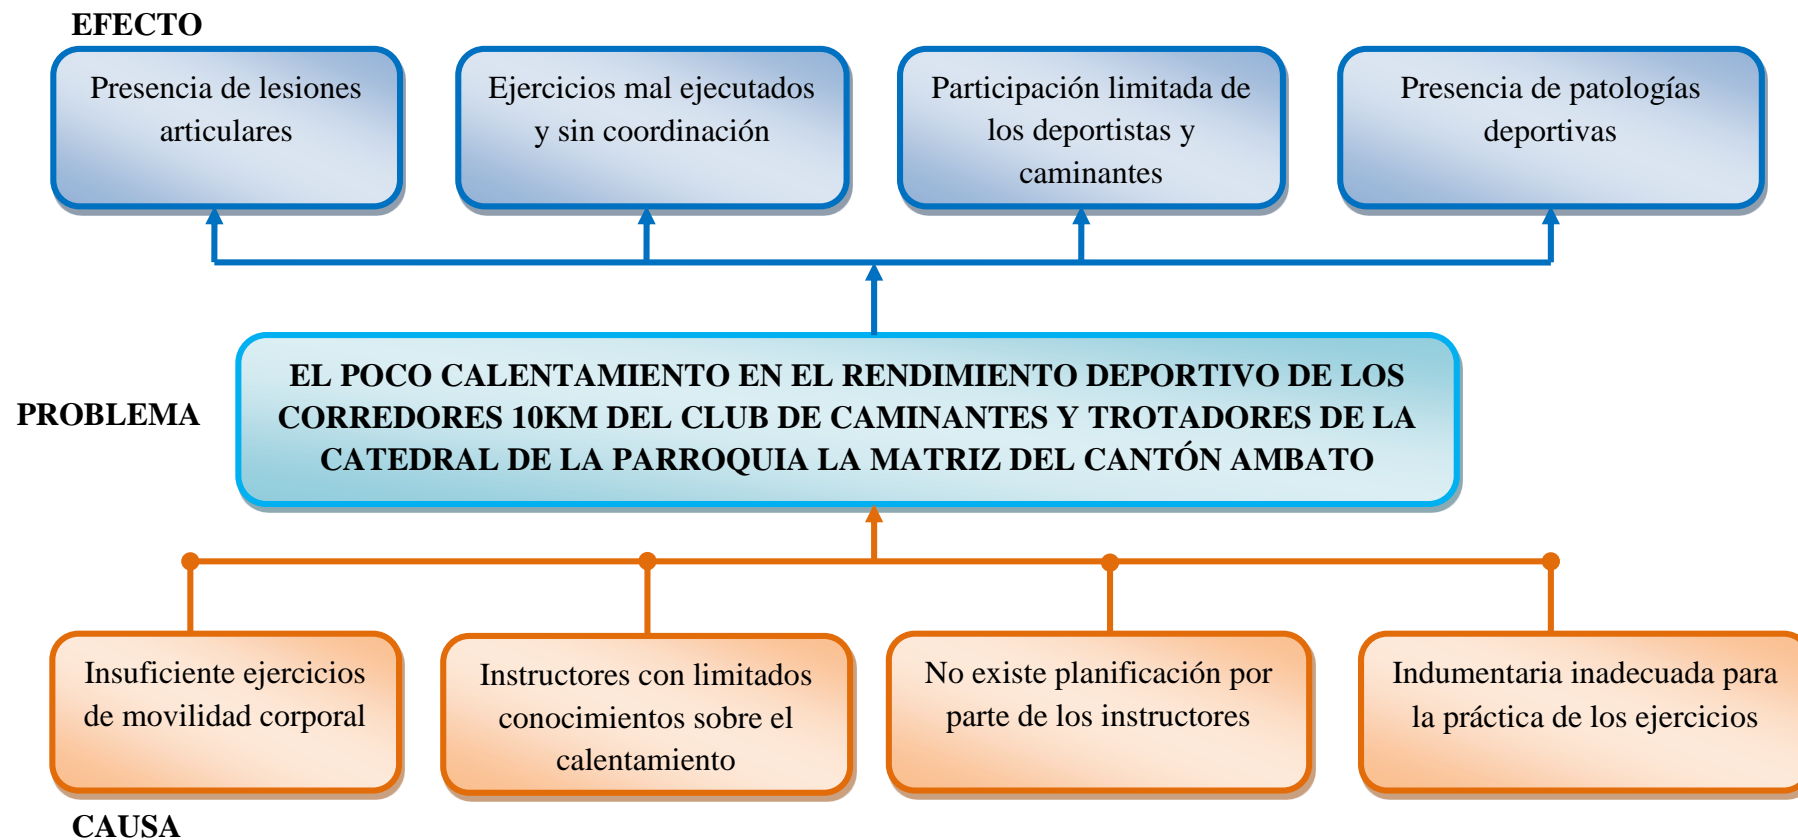 EFECTO
Presencia de lesiones
articulares
Ejercicios mal ejecutados
y sin coordinación
Participación limitada de
los deportistas y
caminantes
Presencia de patologías
deportivas
PROBLEMA
EL POCO CALENTAMIENTO EN EL RENDIMIENTO DEPORTIVO DE LOS
CORREDORES 10KM DEL CLUB DE CAMINANTES Y TROTADORES DE LA
CATEDRAL DE LA PARROQUIA LA MATRIZ DEL CANTÓN AMBATO
Insuficiente ejercicios
de movilidad corporal
Instructores con limitados
conocimientos sobre el
calentamiento
No existe planificación por
parte de los instructores
Indumentaria inadecuada para
la práctica de los ejercicios
CAUSA